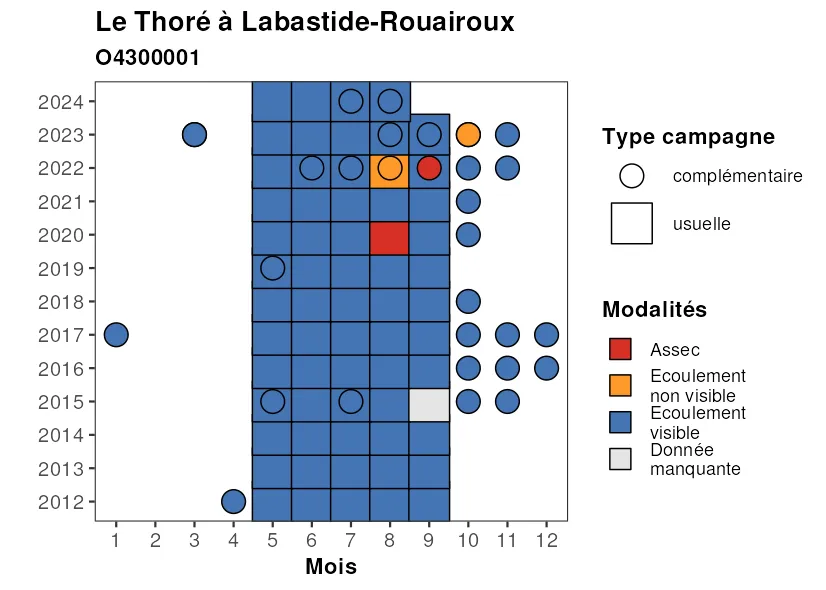 Le Thoré à Labastide-Rouairoux
O4300001
2024
2023
2022
2021
2020
2019
2018
2017
2016
2015
2014
2013
2012
1 2 3 4 5 6 7 8 9 10 11 12
Mois
Type campagne
complémentaire
usuelle
Modalités
Assec
Ecoulement
non visible
Ecoulement
visible
Donnée
manquante